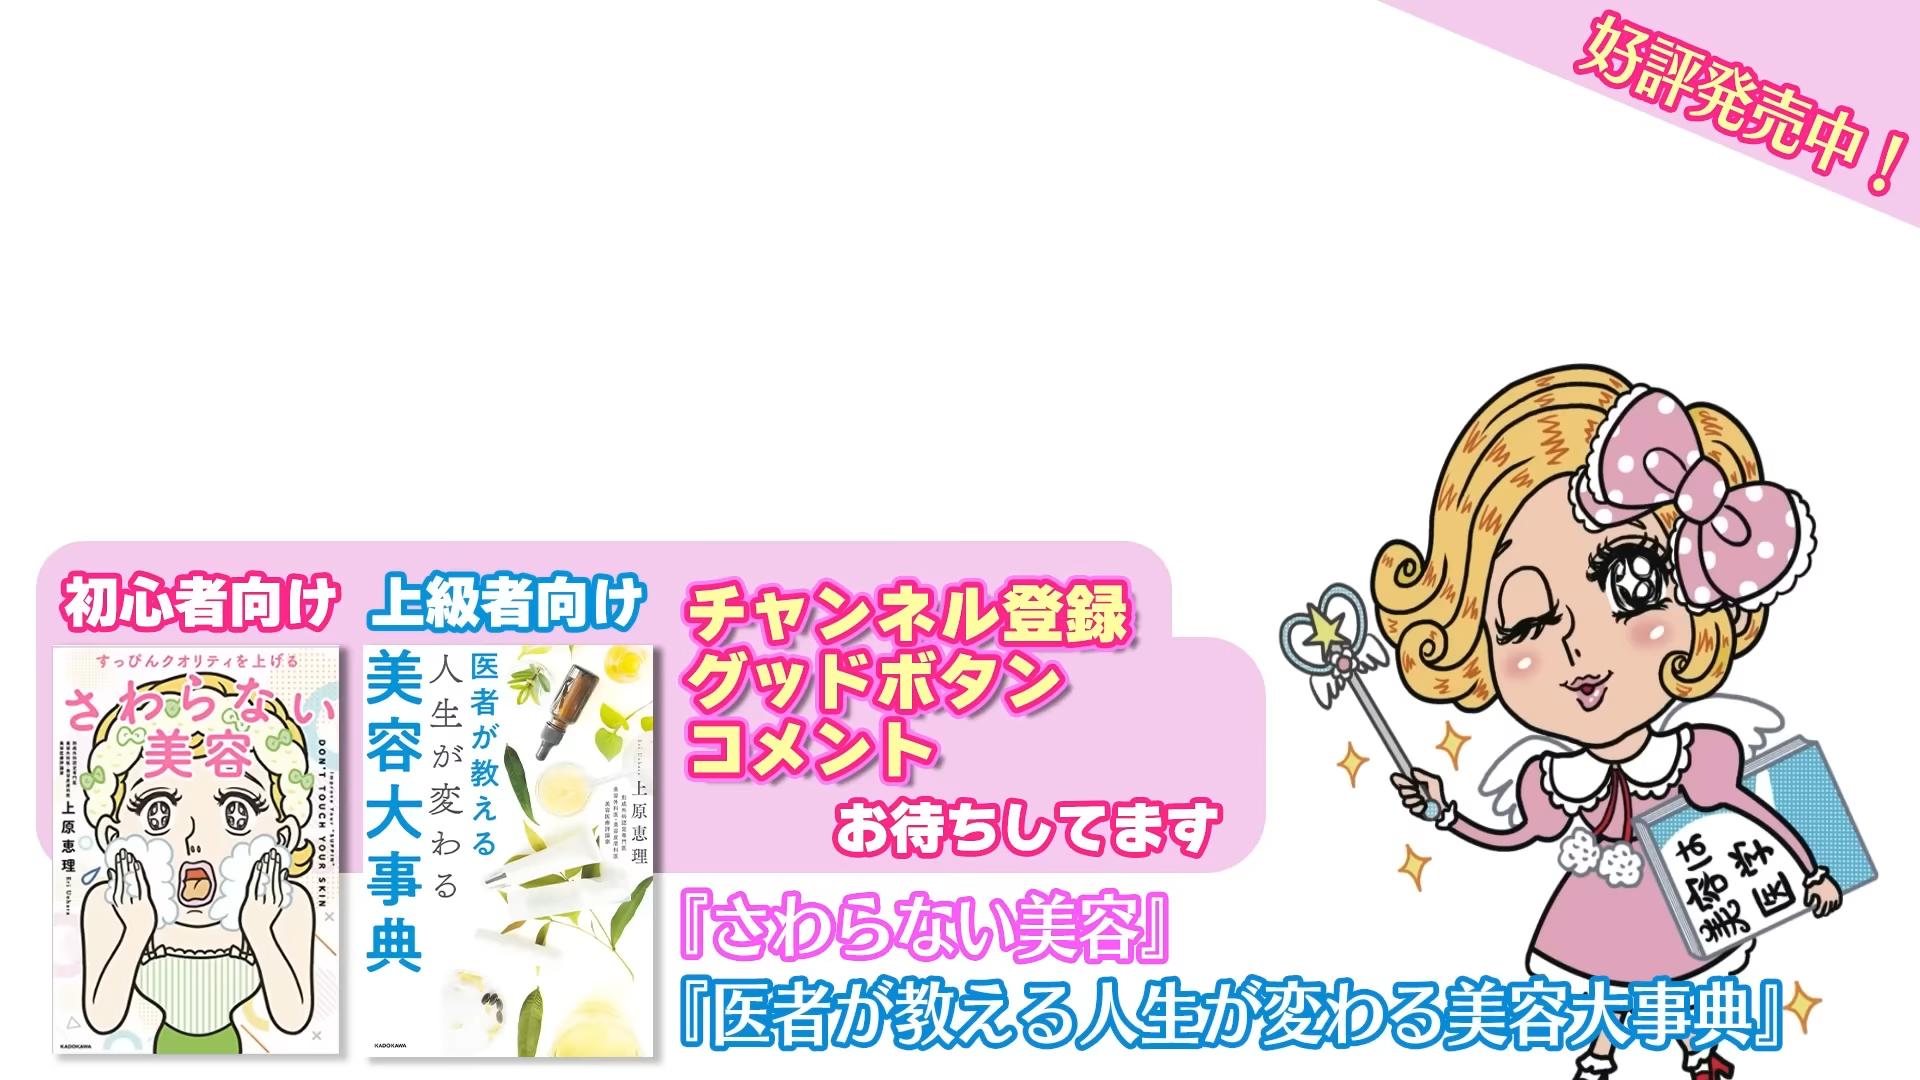 好評発売中！
初心者向け
上級者向け
チャンネル登録
グッドボタン
コメント
お待ちしてます
すっぴんクオリティを上げる
さわらない
美容
上原恵理
Eri Uehara
DON'T TOUCH YOUR SKIN
Improve Your "SUPPIN"
KADOKAWA
医者が教える
人生が変わる
美容大事典
上原恵理
KADOKAWA
美容は
医学
『さわらない美容』
『医者が教える人生が変わる美容大事典』